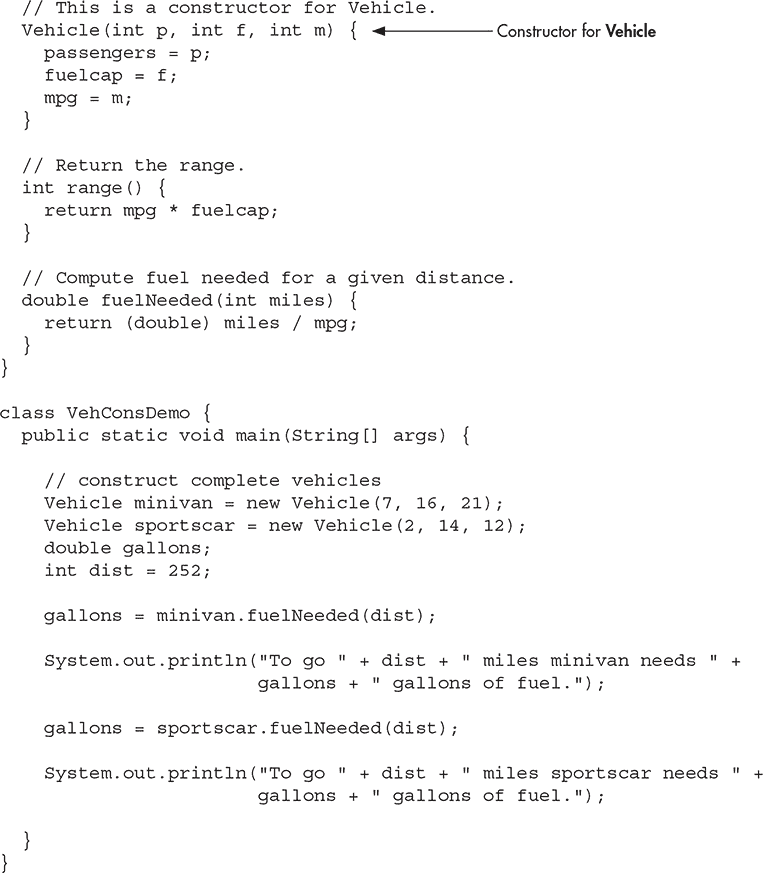 // This is a constructor for Vehicle.
  Vehicle(int p, int f, int m) { Constructor for Vehicle
    passengers = p;
    fuelcap = f;
    mpg = m;
  }

  // Return the range.
  int range() {
    return mpg * fuelcap;
  }

  // Compute fuel needed for a given distance.
  double fuelNeeded(int miles) {
    return (double) miles / mpg;
  }
}

class VehConsDemo {
  public static void main(String[] args) {

    // construct complete vehicles
    Vehicle minivan = new Vehicle(7, 16, 21);
    Vehicle sportscar = new Vehicle(2, 14, 12);
    double gallons;
    int dist = 252;

    gallons = minivan.fuelNeeded(dist);

    System.out.println("To go " + dist + " miles minivan needs " +
                       gallons + " gallons of fuel.");

    gallons = sportscar.fuelNeeded(dist);

    System.out.println("To go " + dist + " miles sportscar needs " +
                       gallons + " gallons of fuel.");

  }
}